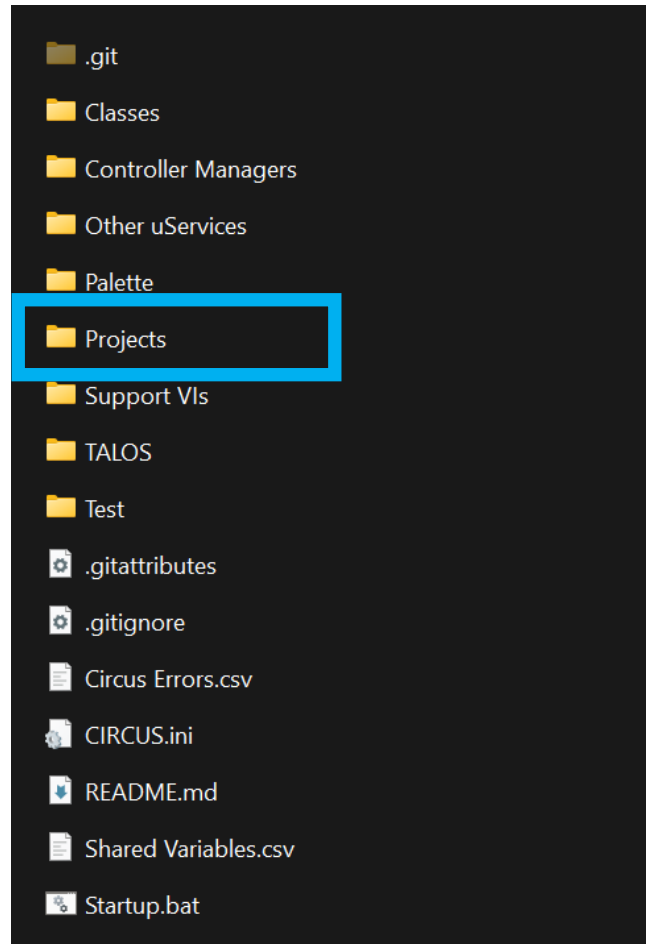 .git
Classes
Controller Managers
Other uServices
Palette
Projects
Support VIs
TALOS
Test
.gitattributes
.gitignore
Circus Errors.csv
CIRCUS.ini
README.md
Shared Variables.csv
Startup.bat